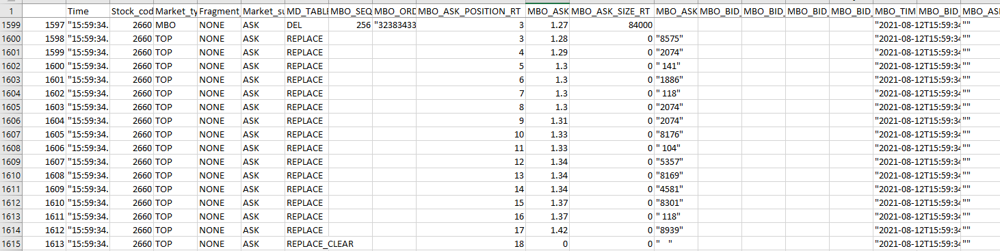 1 Time Stock_cod Market_ty Fragment_ Market_su MD_TABLE MBO_SEQ MBO_ORD MBO_ASK_POSITION_RT MBO_ASK MBO_ASK_SIZE_RT MBO_ASK MBO_BID_ MBO_BID_ MBO_BID_ MBO_BID_ MBO_TIM MBO_BID_ MBO_ASK
1599 1597 "15:59:34. 2660 MBO NONE ASK DEL 256 "32383433 3 1.27 84000 "2021-08-12T15:59:34 ""
1600 1598 "15:59:34. 2660 TOP NONE ASK REPLACE 3 1.28 0 "8575" "2021-08-12T15:59:34 ""
1601 1599 "15:59:34. 2660 TOP NONE ASK REPLACE 4 1.29 0 "2074" "2021-08-12T15:59:34 ""
1602 1600 "15:59:34. 2660 TOP NONE ASK REPLACE 5 1.3 0 " 141" "2021-08-12T15:59:34 ""
1603 1601 "15:59:34. 2660 TOP NONE ASK REPLACE 6 1.3 0 "1886" "2021-08-12T15:59:34 ""
1604 1602 "15:59:34. 2660 TOP NONE ASK REPLACE 7 1.3 0 " 118" "2021-08-12T15:59:34 ""
1605 1603 "15:59:34. 2660 TOP NONE ASK REPLACE 8 1.3 0 "2074" "2021-08-12T15:59:34 ""
1606 1604 "15:59:34. 2660 TOP NONE ASK REPLACE 9 1.31 0 "2074" "2021-08-12T15:59:34 ""
1607 1605 "15:59:34. 2660 TOP NONE ASK REPLACE 10 1.33 0 "8176" "2021-08-12T15:59:34 ""
1608 1606 "15:59:34. 2660 TOP NONE ASK REPLACE 11 1.33 0 " 104" "2021-08-12T15:59:34 ""
1609 1607 "15:59:34. 2660 TOP NONE ASK REPLACE 12 1.34 0 "5357" "2021-08-12T15:59:34 ""
1610 1608 "15:59:34. 2660 TOP NONE ASK REPLACE 13 1.34 0 "8169" "2021-08-12T15:59:34 ""
1611 1609 "15:59:34. 2660 TOP NONE ASK REPLACE 14 1.34 0 "4581" "2021-08-12T15:59:34 ""
1612 1610 "15:59:34. 2660 TOP NONE ASK REPLACE 15 1.37 0 "8301" "2021-08-12T15:59:34 ""
1613 1611 "15:59:34. 2660 TOP NONE ASK REPLACE 16 1.37 0 " 118" "2021-08-12T15:59:34 ""
1614 1612 "15:59:34. 2660 TOP NONE ASK REPLACE 17 1.42 0 "8939" "2021-08-12T15:59:34 ""
1615 1613 "15:59:34. 2660 TOP NONE ASK REPLACE_CLEAR 18 0 0 " " "2021-08-12T15:59:34 ""